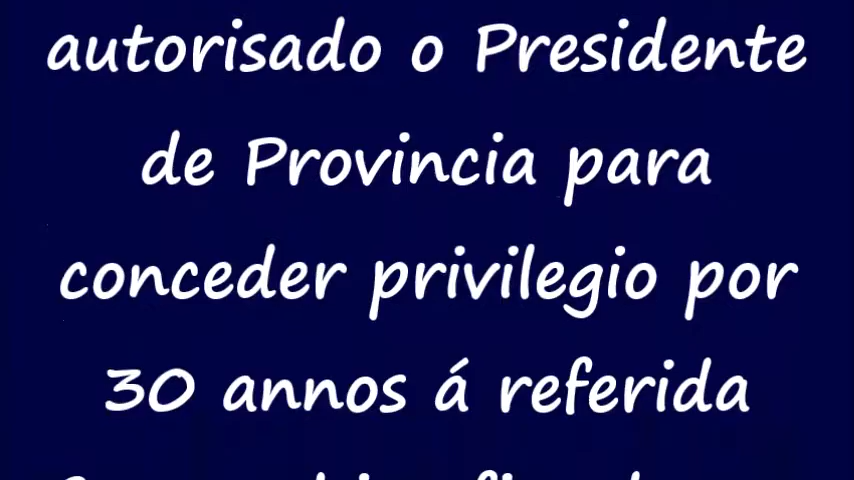 autorisado o Presidente
de Provincia para
conceder privilegio por
30 annos á referida